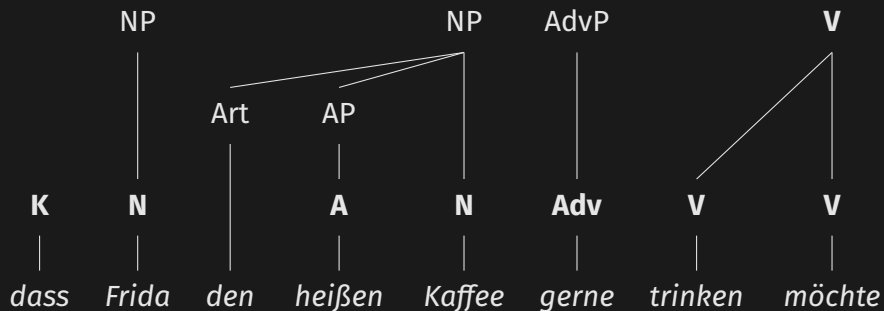 NP NP AdvP V
Art AP
K N A N Adv V V
dass Frida den heißen Kaffee gerne trinken möchte